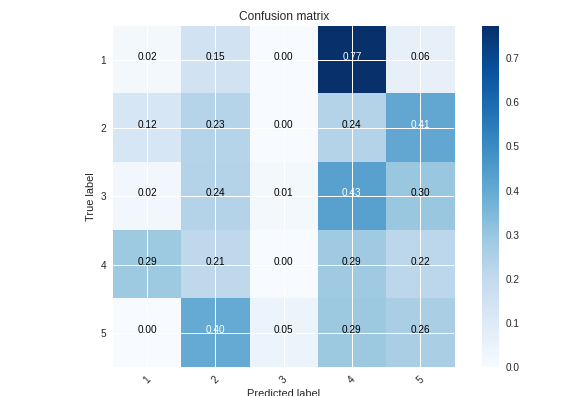 Confusion matrix
True label
1 0.02 0.15 0.00 0.77 0.06
2 0.12 0.23 0.00 0.24 0.41
3 0.02 0.24 0.01 0.43 0.30
4 0.29 0.21 0.00 0.29 0.22
5 0.00 0.40 0.05 0.29 0.26
1 2 3 4 5
Predicted label
0.7
0.6
0.5
0.4
0.3
0.2
0.1
0.0